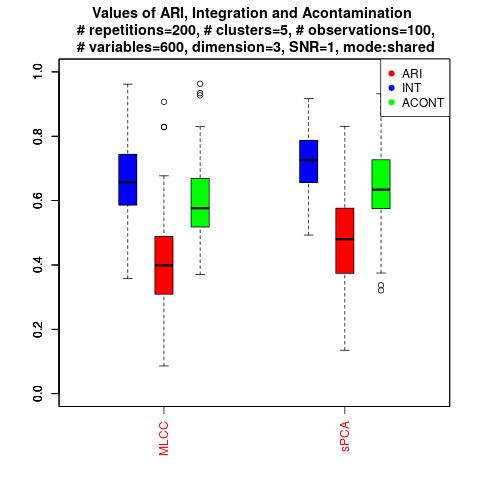 Values of ARI, Integration and Acontamination
# repetitions=200, # clusters=5, # observations=100,
# variables=600, dimension=3, SNR=1, mode:shared
ARI
INT
ACONT
1.0
0.8
0.6
0.4
0.2
0.0
MLCC
sPCA